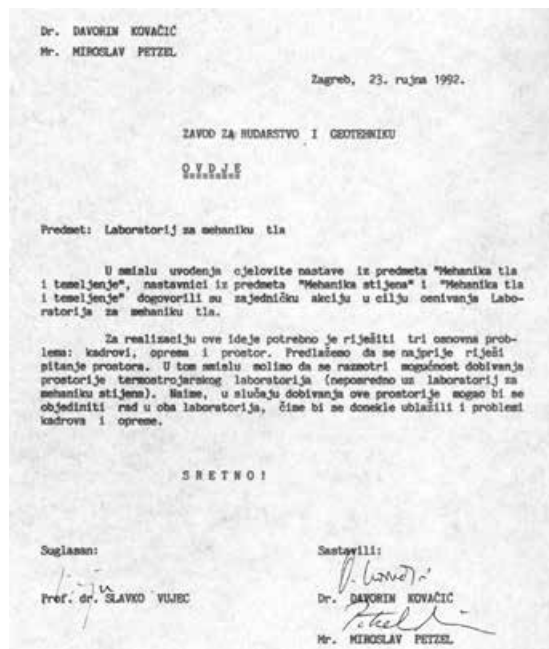 Dr. DAVORIN KOVAČIĆ
Mr. MIROSLAV PETZEL
Zagreb, 23. rujna 1992.
ZAVOD ZA RUDARSTVO I GEOTEHNIKU
O V D J E
Predmet: Laboratorij za mehaniku tla
U smislu uvođenja cjelovite nastave iz predmeta "Mehanika tla
i temeljenje", nastavnici iz predmeta "Mehanika stijena" i "Mehanika tla
i temeljenje" dogovorili su zajedničku akciju u cilju osnivanja Labo-
ratorija za mehaniku tla.
Za realizaciju ove ideje potrebno je riješiti tri osnovna prob-
lema: kadrovi, oprema i prostor. Predlažemo da se najprije riješi
pitanje prostora. U tom smislu molimo da se razmotri mogućnost dobivanja
prostorije termostrojarskog laboratorija (neposredno uz laboratorij za
mehaniku stijena). Naime, u slučaju dobivanja ove prostorije mogao bi se
objediniti rad u oba laboratorija, čime bi se donekle ublažili i problemi
kadrova i opreme.
S R E T N O !
Suglasan:
Sastavili:
Prof. dr. SLAVKO VUJEC
Dr. DAVORIN KOVAČIĆ
Mr. MIROSLAV PETZEL